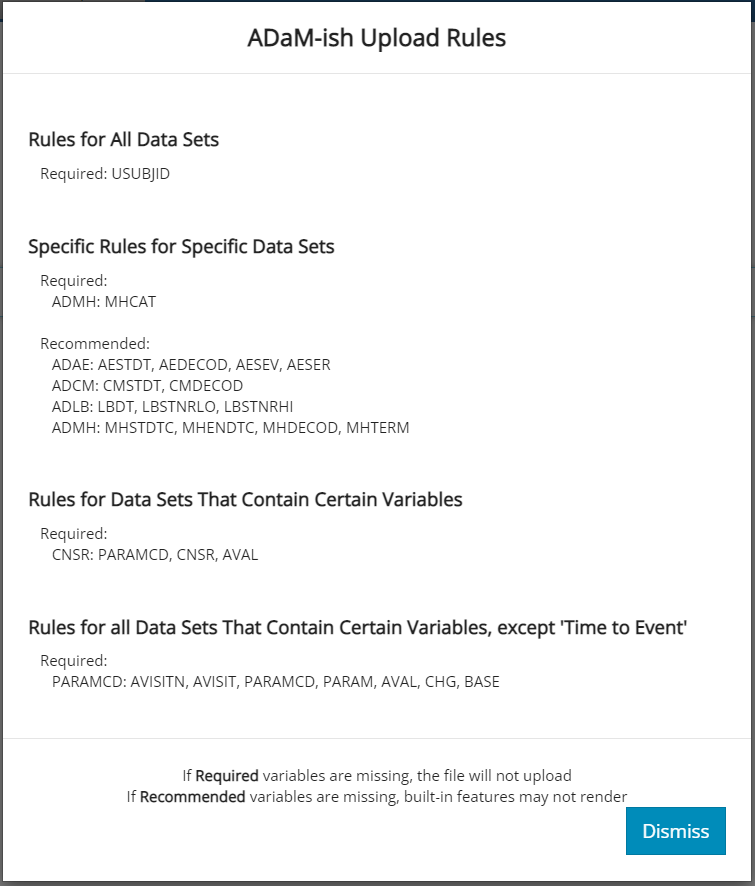 ADaM-ish Upload Rules
Rules for All Data Sets
Required: USUBJID
Specific Rules for Specific Data Sets
Required:
ADMH: MHCAT
Recommended:
ADAE: AESTDT, AEDECOD, AESEV, AESER
ADCM: CMSTDT, CMDECOD
ADLB: LBDT, LBSTNRLO, LBSTNRHI
ADMH: MHSTDTC, MHENDTC, MHDECOD, MHTERM
Rules for Data Sets That Contain Certain Variables
Required:
CNSR: PARAMCD, CNSR, AVAL
Rules for all Data Sets That Contain Certain Variables, except 'Time to Event'
Required:
PARAMCD: AVISITN, AVISIT, PARAMCD, PARAM, AVAL, CHG, BASE
If Required variables are missing, the file will not upload
If Recommended variables are missing, built-in features may not render
Dismiss